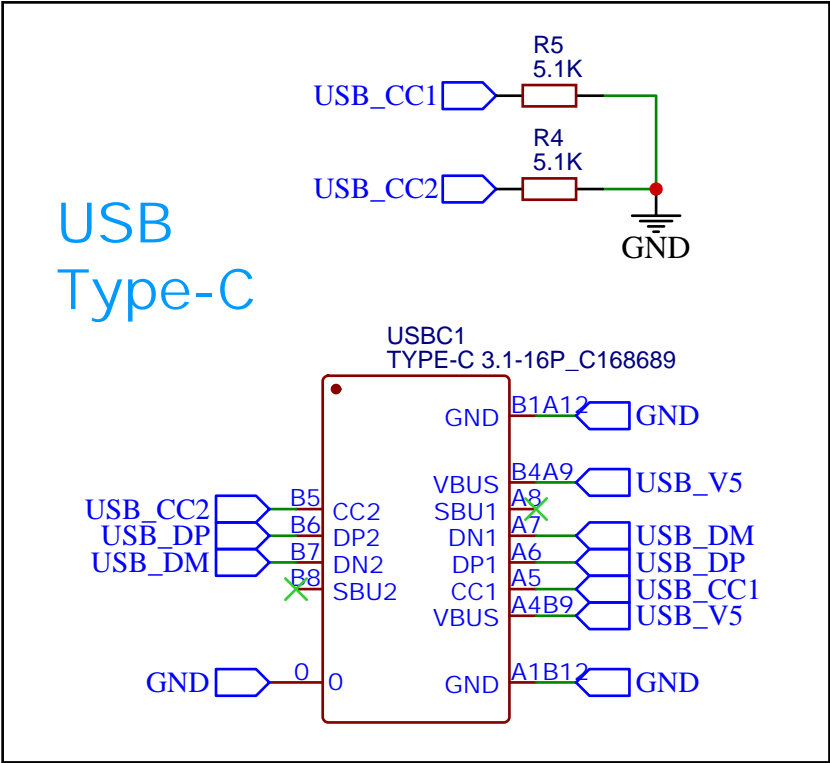 R5
5.1K
USB_CC1
R4
5.1K
USB_CC2
GND
USB
Type-C
USBC1
TYPE-C 3.1-16P_C168689
GND B1A12 GND
VBUS B4A9 USB_V5
USB_CC2 B5 CC2 SBU1 A8
USB_DP B6 DP2 DN1 A7 USB_DM
USB_DM B7 DN2 DP1 A6 USB_DP
B8 SBU2 CC1 A5 USB_CC1
VBUS A4B9 USB_V5
GND 0 0 GND A1B12 GND